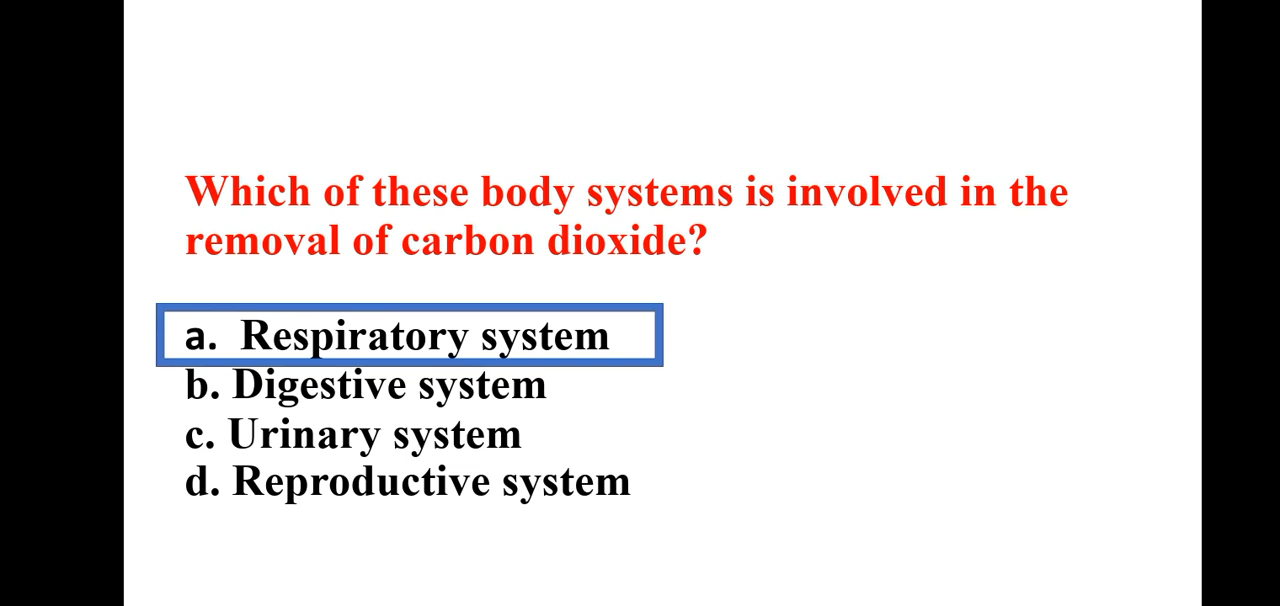 Which of these body systems is involved in the
removal of carbon dioxide?
a. Respiratory system
b. Digestive system
c. Urinary system
d. Reproductive system